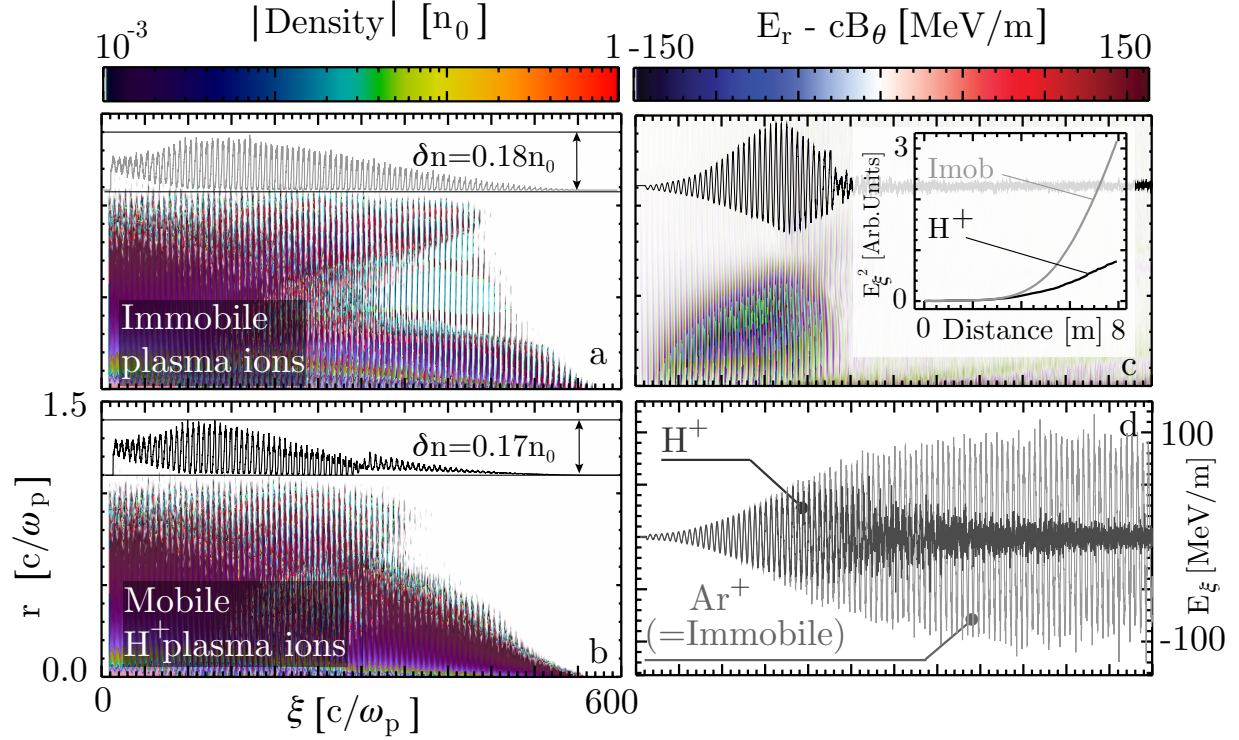 |Density| [n₀]
10⁻³ 1
E_r - cB_θ [MeV/m]
-150 150
δn=0.18n₀
Immobile
plasma ions
a
1.5
δn=0.17n₀
Mobile
H⁺plasma ions
b
0.0
r [c/ω_p]
0 600
ξ [c/ω_p]
3
Imob
H⁺
E_ξ² [Arb.Units]
0
0 Distance [m] 8
c
d
H⁺
100
Ar⁺
(=Immobile)
-100
E_ξ [MeV/m]